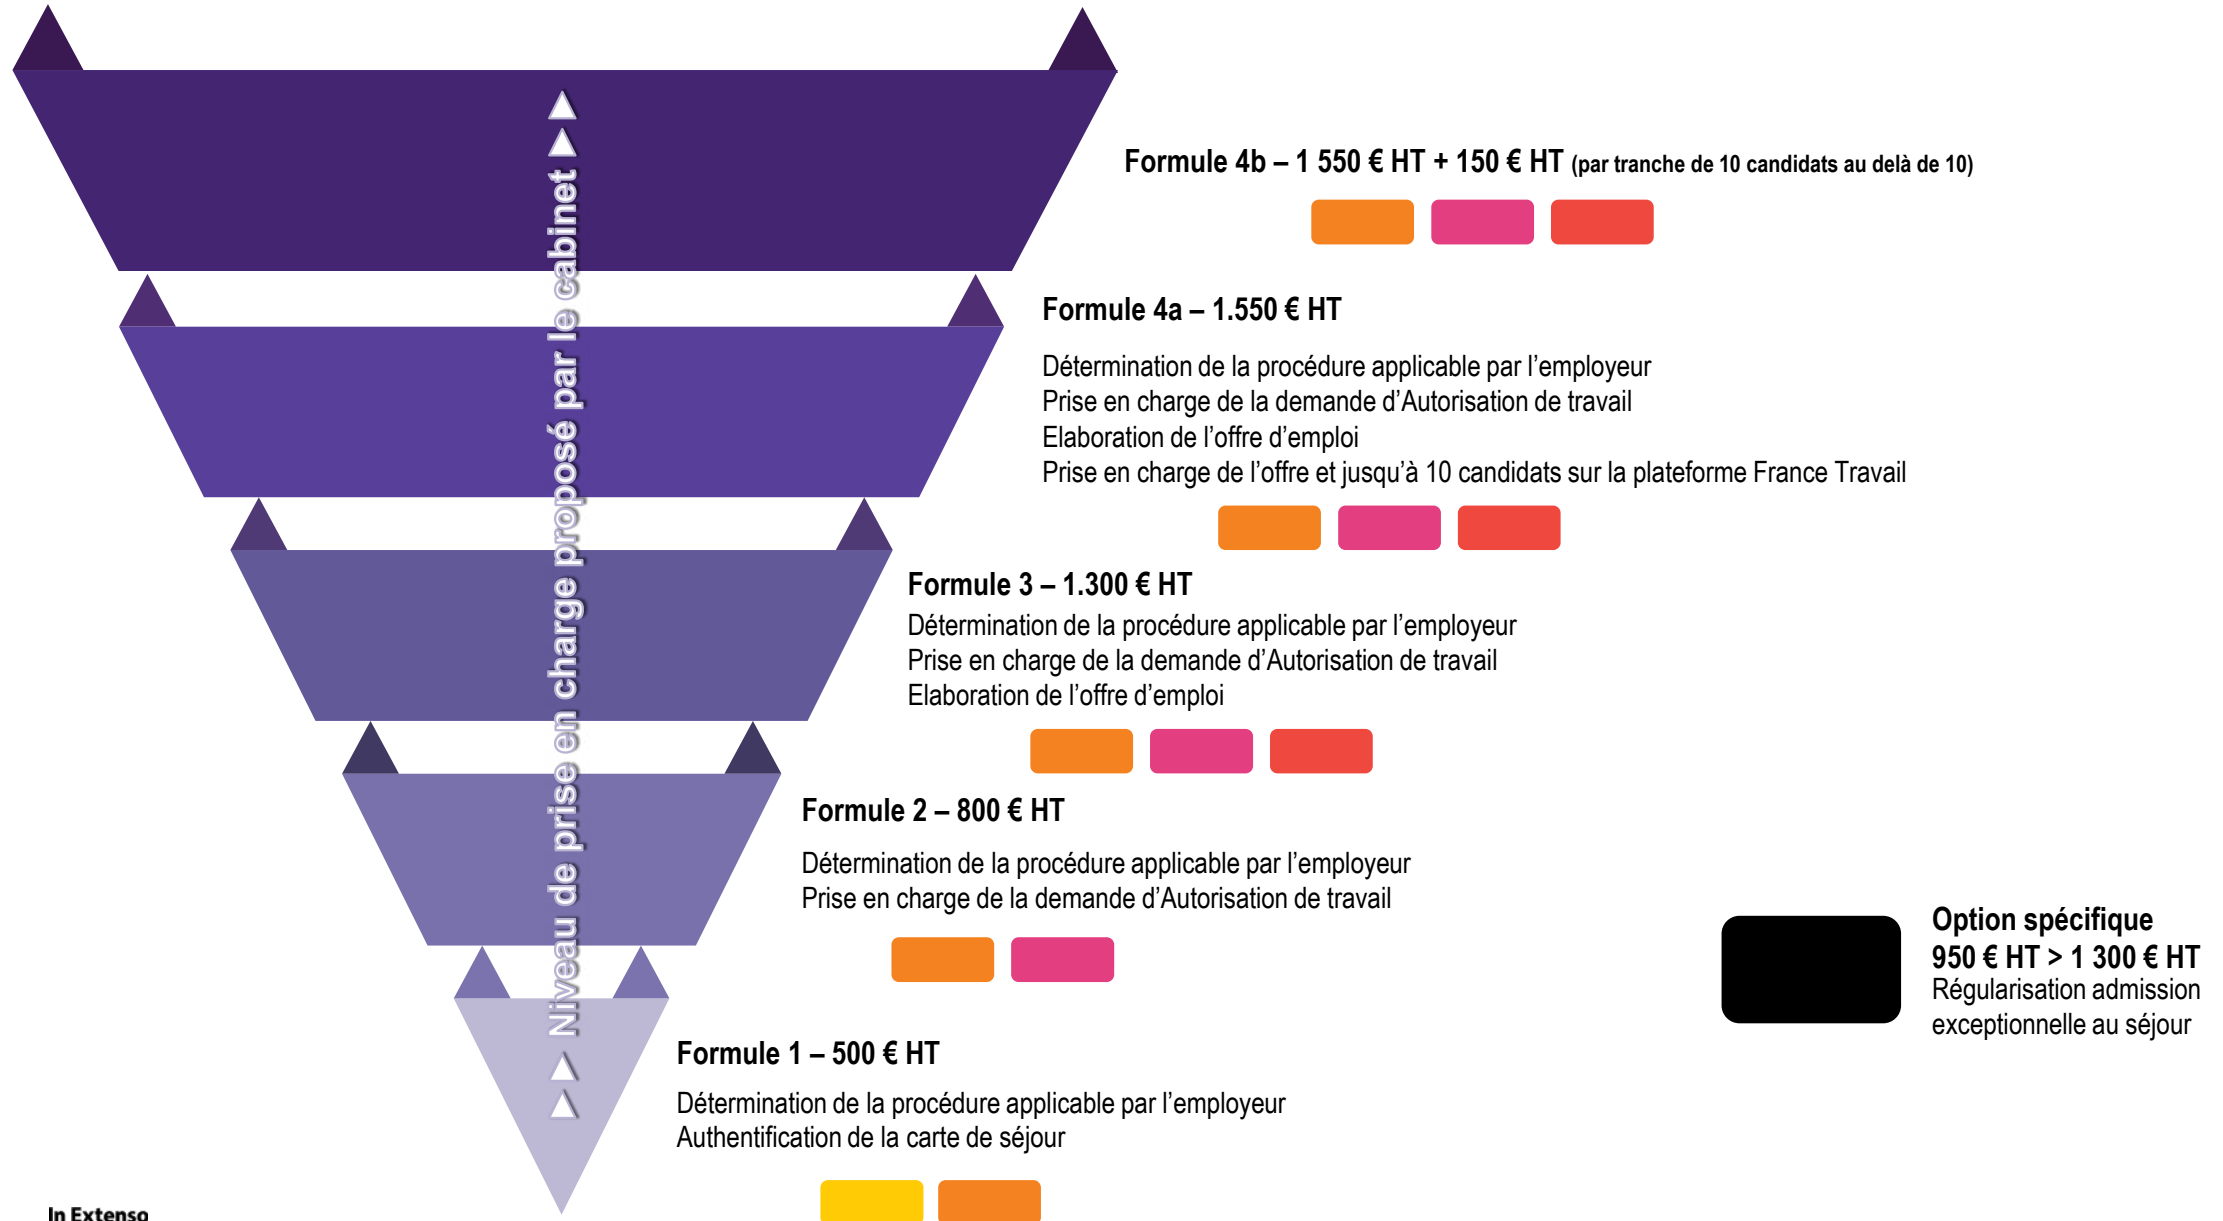 Niveau de prise en charge proposé par le cabinet
Formule 4b – 1 550 € HT + 150 € HT (par tranche de 10 candidats au delà de 10)
Formule 4a – 1.550 € HT
Détermination de la procédure applicable par l’employeur
Prise en charge de la demande d’Autorisation de travail
Elaboration de l’offre d’emploi
Prise en charge de l’offre et jusqu’à 10 candidats sur la plateforme France Travail
Formule 3 – 1.300 € HT
Détermination de la procédure applicable par l’employeur
Prise en charge de la demande d’Autorisation de travail
Elaboration de l’offre d’emploi
Formule 2 – 800 € HT
Détermination de la procédure applicable par l’employeur
Prise en charge de la demande d’Autorisation de travail
Option spécifique
950 € HT > 1 300 € HT
Régularisation admission
exceptionnelle au séjour
Formule 1 – 500 € HT
Détermination de la procédure applicable par l’employeur
Authentification de la carte de séjour
In Extenso